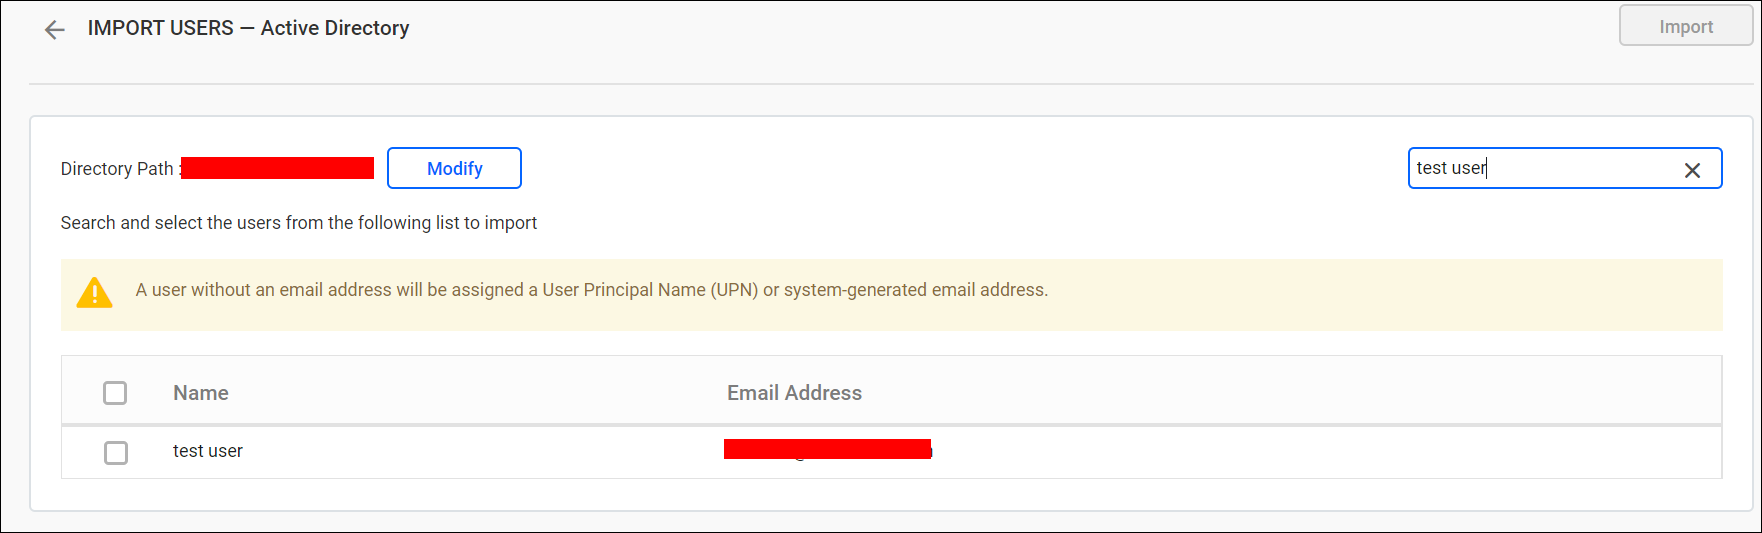 IMPORT USERS — Active Directory
Import
Directory Path :
Modify
test user
Search and select the users from the following list to import
A user without an email address will be assigned a User Principal Name (UPN) or system-generated email address.
Name Email Address
test user